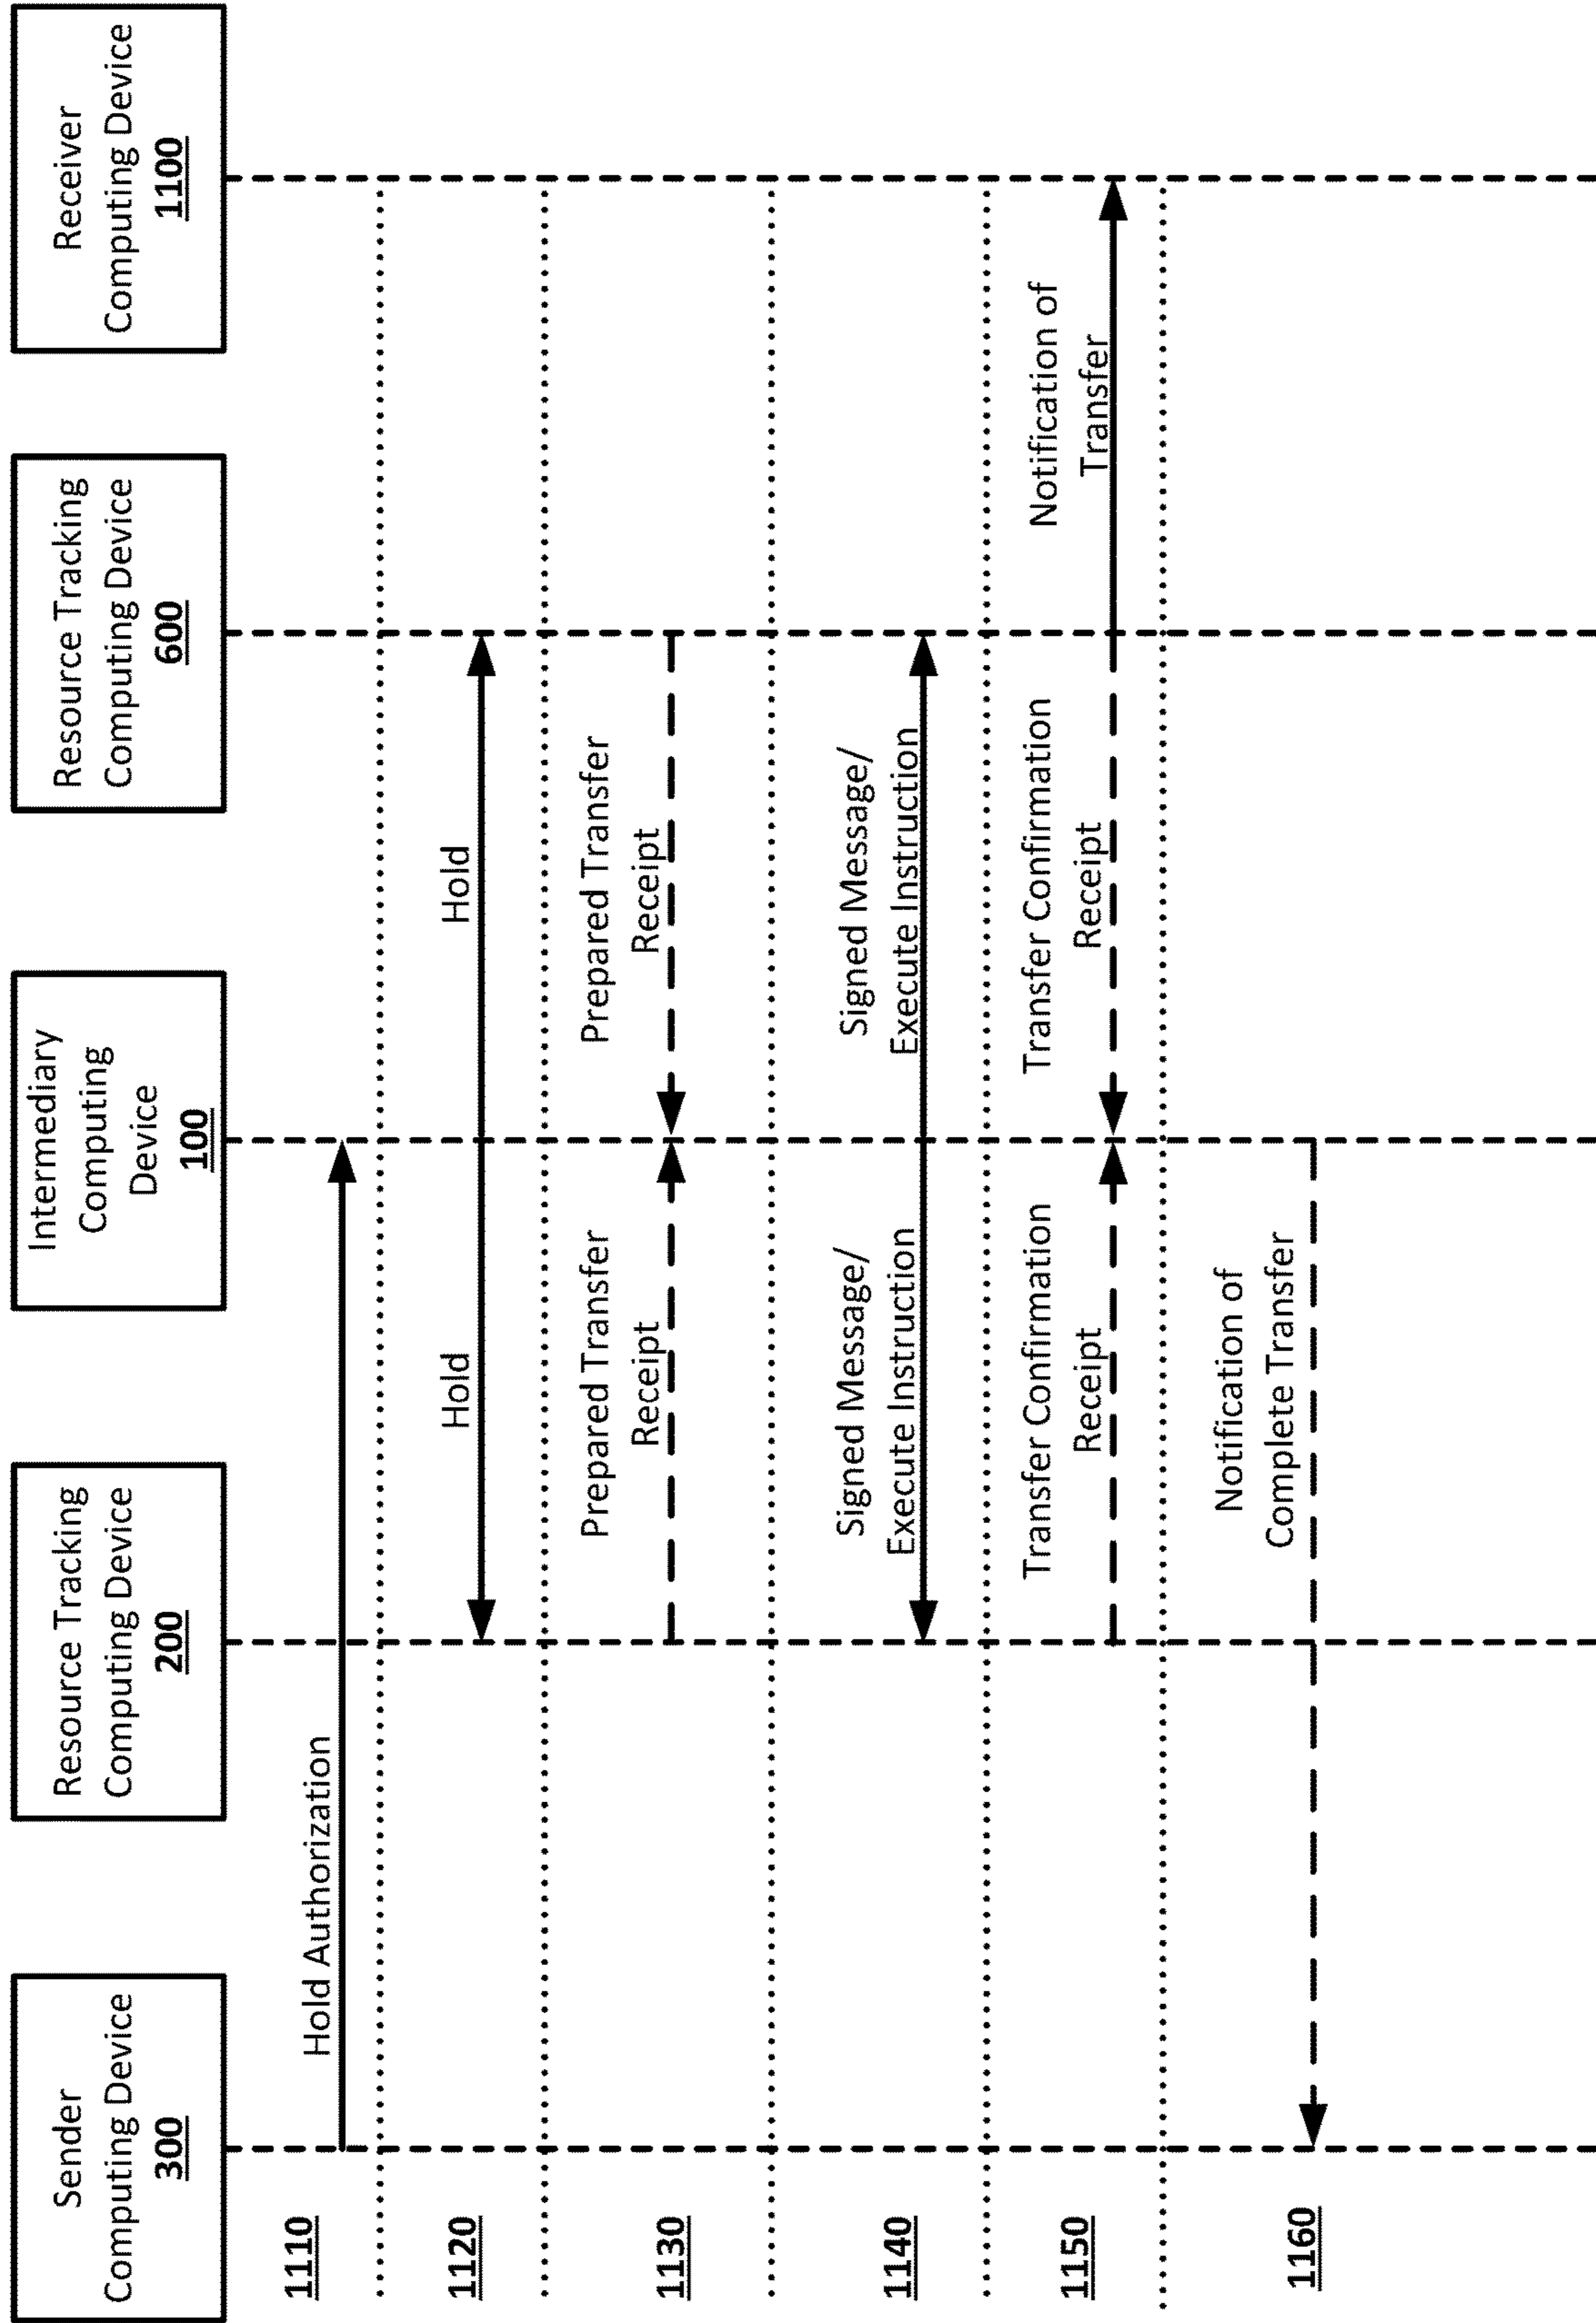 Sender
Computing Device
300
Resource Tracking
Computing Device
200
Intermediary
Computing
Device
100
Resource Tracking
Computing Device
600
Receiver
Computing Device
1100
1110
Hold Authorization
1120
Hold
Hold
1130
Prepared Transfer
Receipt
Prepared Transfer
Receipt
1140
Signed Message/
Execute Instruction
Signed Message/
Execute Instruction
1150
Transfer Confirmation
Receipt
Transfer Confirmation
Receipt
Notification of
Transfer
1160
Notification of
Complete Transfer